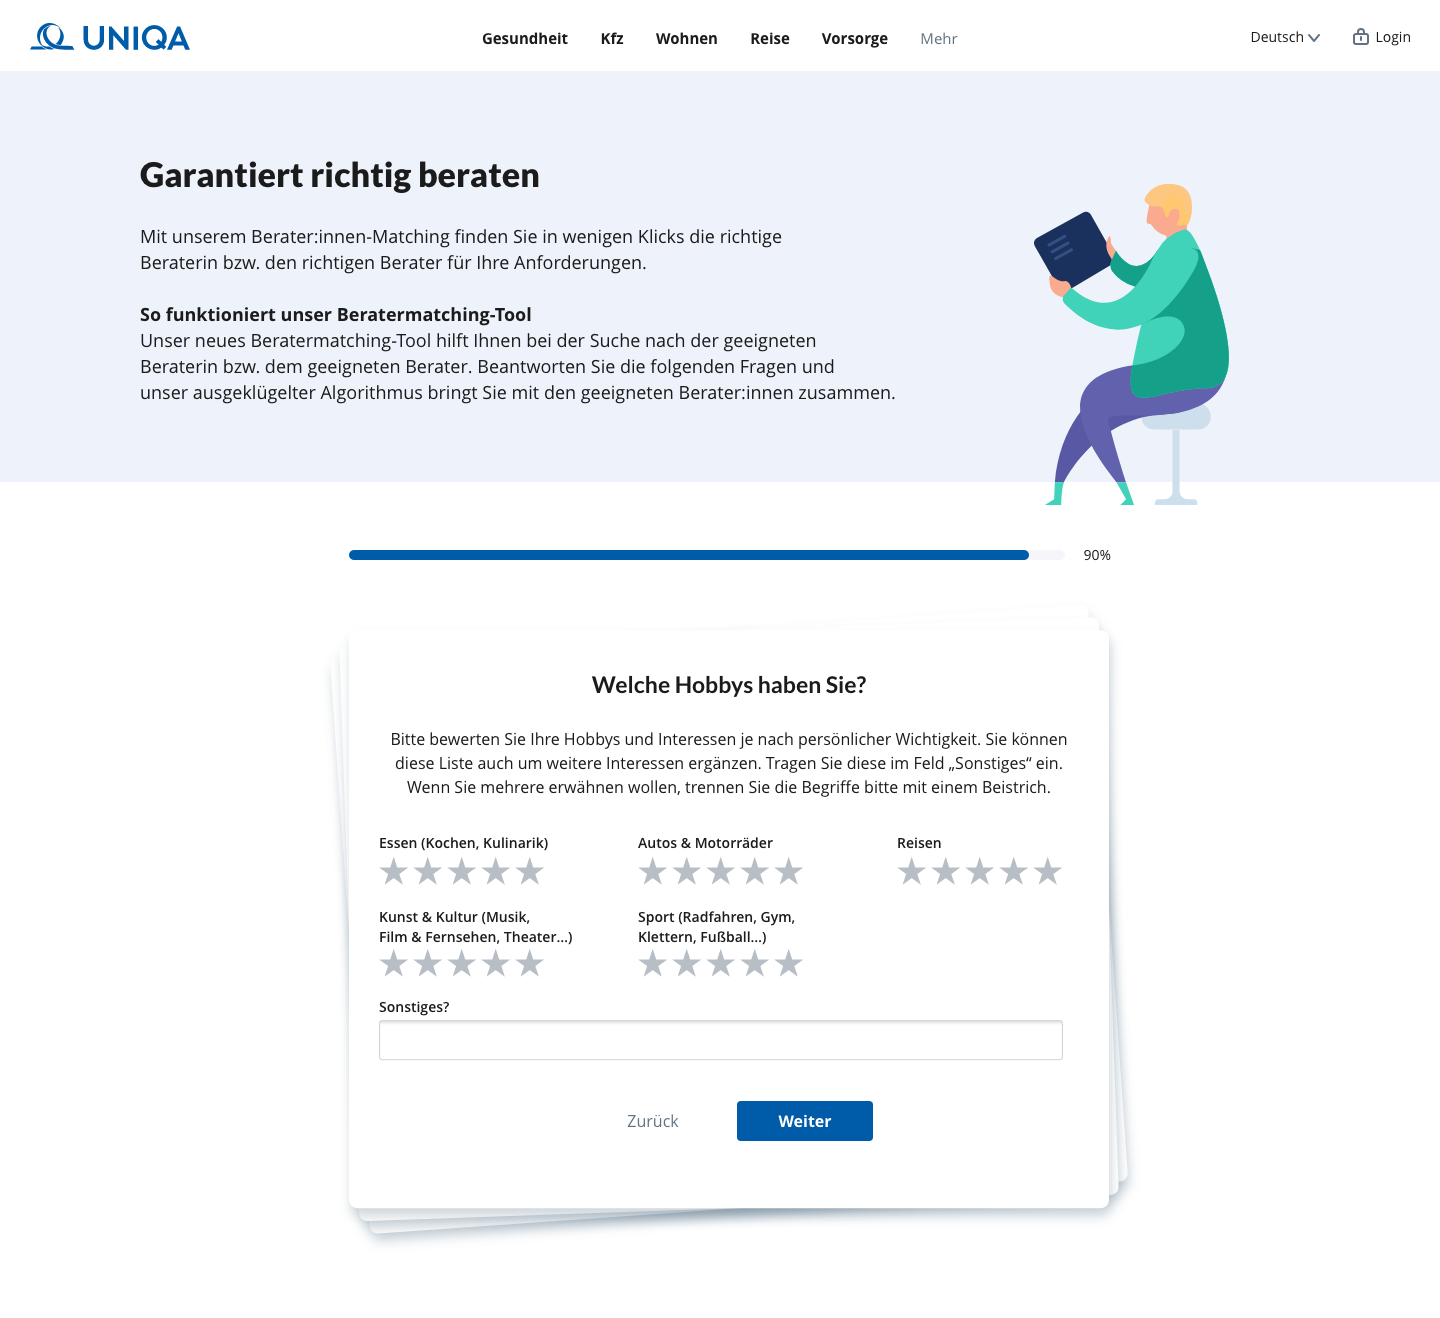 UNIQA
Gesundheit Kfz Wohnen Reise Vorsorge Mehr
Deutsch Login
Garantiert richtig beraten
Mit unserem Berater:innen-Matching finden Sie in wenigen Klicks die richtige
Beraterin bzw. den richtigen Berater für Ihre Anforderungen.
So funktioniert unser Beratermatching-Tool
Unser neues Beratermatching-Tool hilft Ihnen bei der Suche nach der geeigneten
Beraterin bzw. dem geeigneten Berater. Beantworten Sie die folgenden Fragen und
unser ausgeklügelter Algorithmus bringt Sie mit den geeigneten Berater:innen zusammen.
90%
Welche Hobbys haben Sie?
Bitte bewerten Sie Ihre Hobbys und Interessen je nach persönlicher Wichtigkeit. Sie können
diese Liste auch um weitere Interessen ergänzen. Tragen Sie diese im Feld „Sonstiges“ ein.
Wenn Sie mehrere erwähnen wollen, trennen Sie die Begriffe bitte mit einem Beistrich.
Essen (Kochen, Kulinarik)
Autos & Motorräder
Reisen
Kunst & Kultur (Musik,
Film & Fernsehen, Theater...)
Sport (Radfahren, Gym,
Klettern, Fußball...)
Sonstiges?
Zurück
Weiter